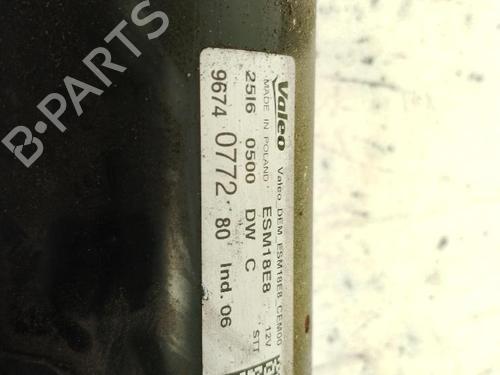 Valeo Valeo DEM ESM18E8 CEM00 12V
MADE IN POLAND ESM18E8 STT
2516 0500 DW C
9674 0772 80 Ind. 06
B-PARTS